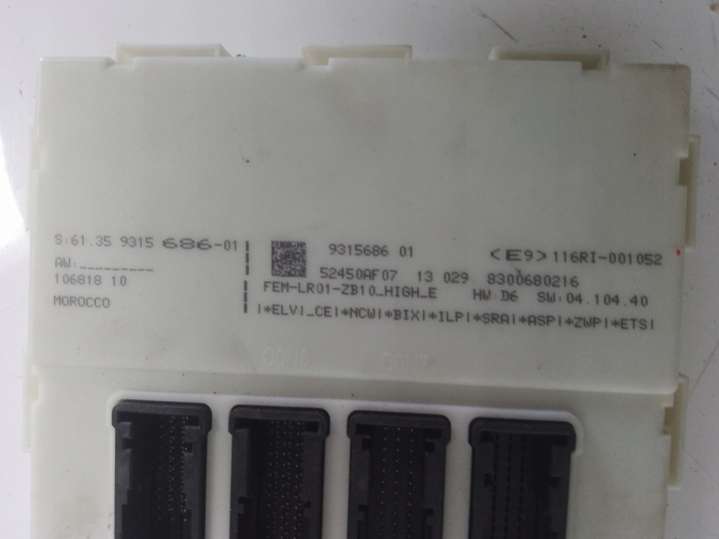 S:61.35 9315 686-01
AW:_________
106818 10
MOROCCO
9315686 01
52450AF07 13 029 8300680216
<E9>116RI-001052
FEM-LR01-ZB10_HIGH_E HW:D6 SW:04.104.40
|*ELV|_CE|*NCW|*BIX|*ILP|*SRA|*ASP|*ZWP|*ETS|